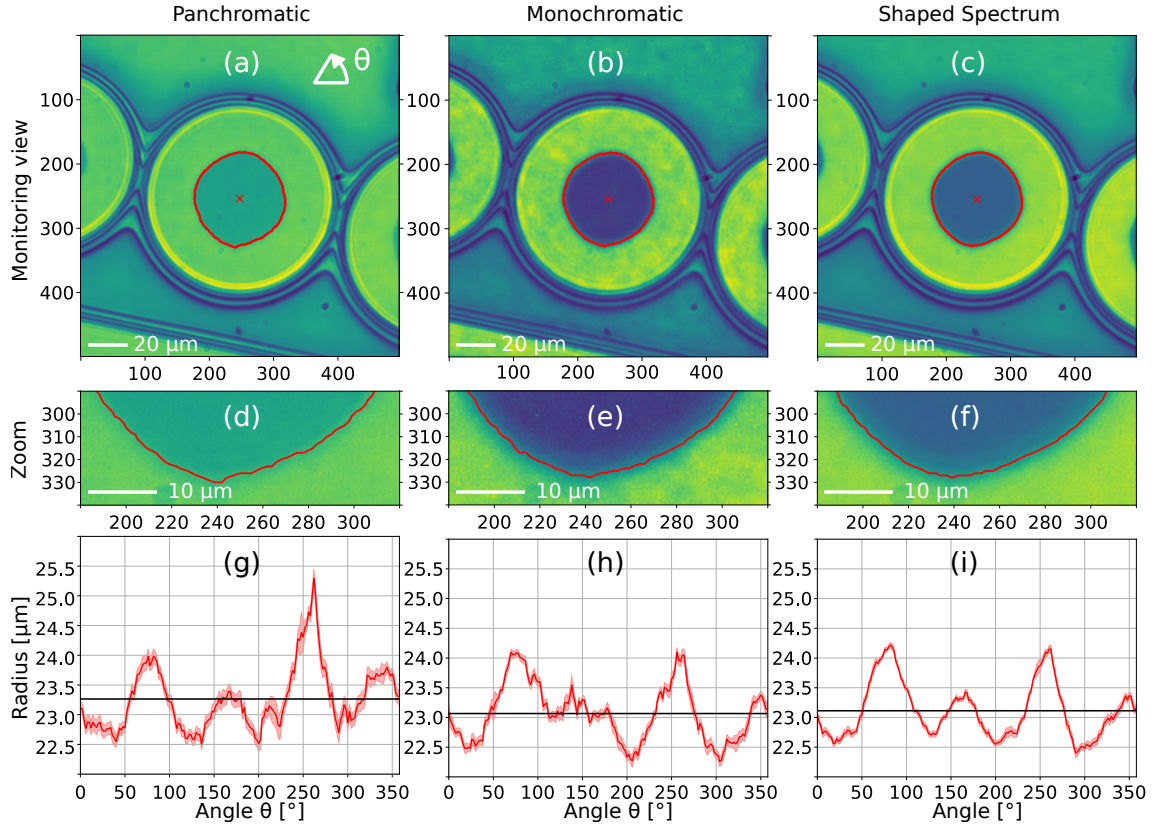 Panchromatic Monochromatic Shaped Spectrum
Monitoring view
(a) θ (b) (c)
100 100 100
200 200 200
300 300 300
400 400 400
20 μm 20 μm 20 μm
100 200 300 400 100 200 300 400 100 200 300 400
Zoom
(d) (e) (f)
300 300 300
310 310 310
320 320 320
330 330 330
10 μm 10 μm 10 μm
200 220 240 260 280 300 200 220 240 260 280 300 200 220 240 260 280 300
Radius [μm]
(g) (h) (i)
25.5 25.5 25.5
25.0 25.0 25.0
24.5 24.5 24.5
24.0 24.0 24.0
23.5 23.5 23.5
23.0 23.0 23.0
22.5 22.5 22.5
0 50 100 150 200 250 300 350 0 50 100 150 200 250 300 350 0 50 100 150 200 250 300 350
Angle θ [°] Angle θ [°] Angle θ [°]